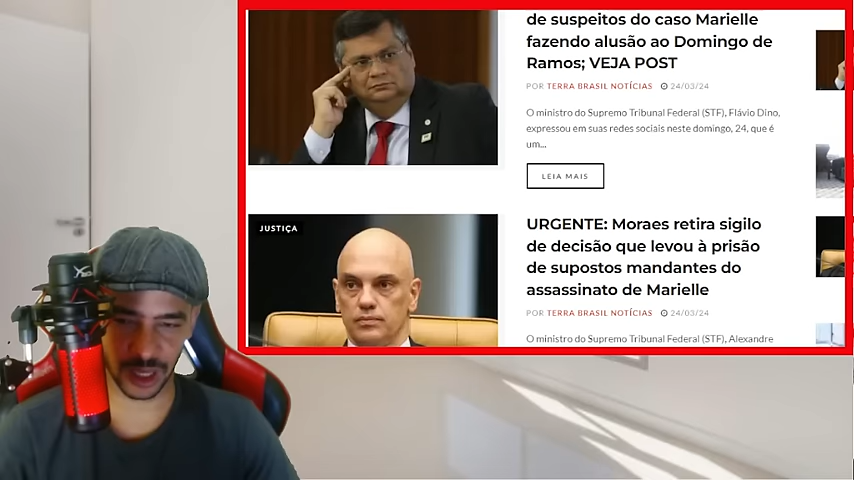 de suspeitos do caso Marielle
fazendo alusão ao Domingo de
Ramos; VEJA POST
POR TERRA BRASIL NOTÍCIAS 24/03/24
O ministro do Supremo Tribunal Federal (STF), Flávio Dino,
expressou em suas redes sociais neste domingo, 24, que é
um...
LEIA MAIS
JUSTIÇA
URGENTE: Moraes retira sigilo
de decisão que levou à prisão
de supostos mandantes do
assassinato de Marielle
POR TERRA BRASIL NOTÍCIAS 24/03/24
O ministro do Supremo Tribunal Federal (STF), Alexandre